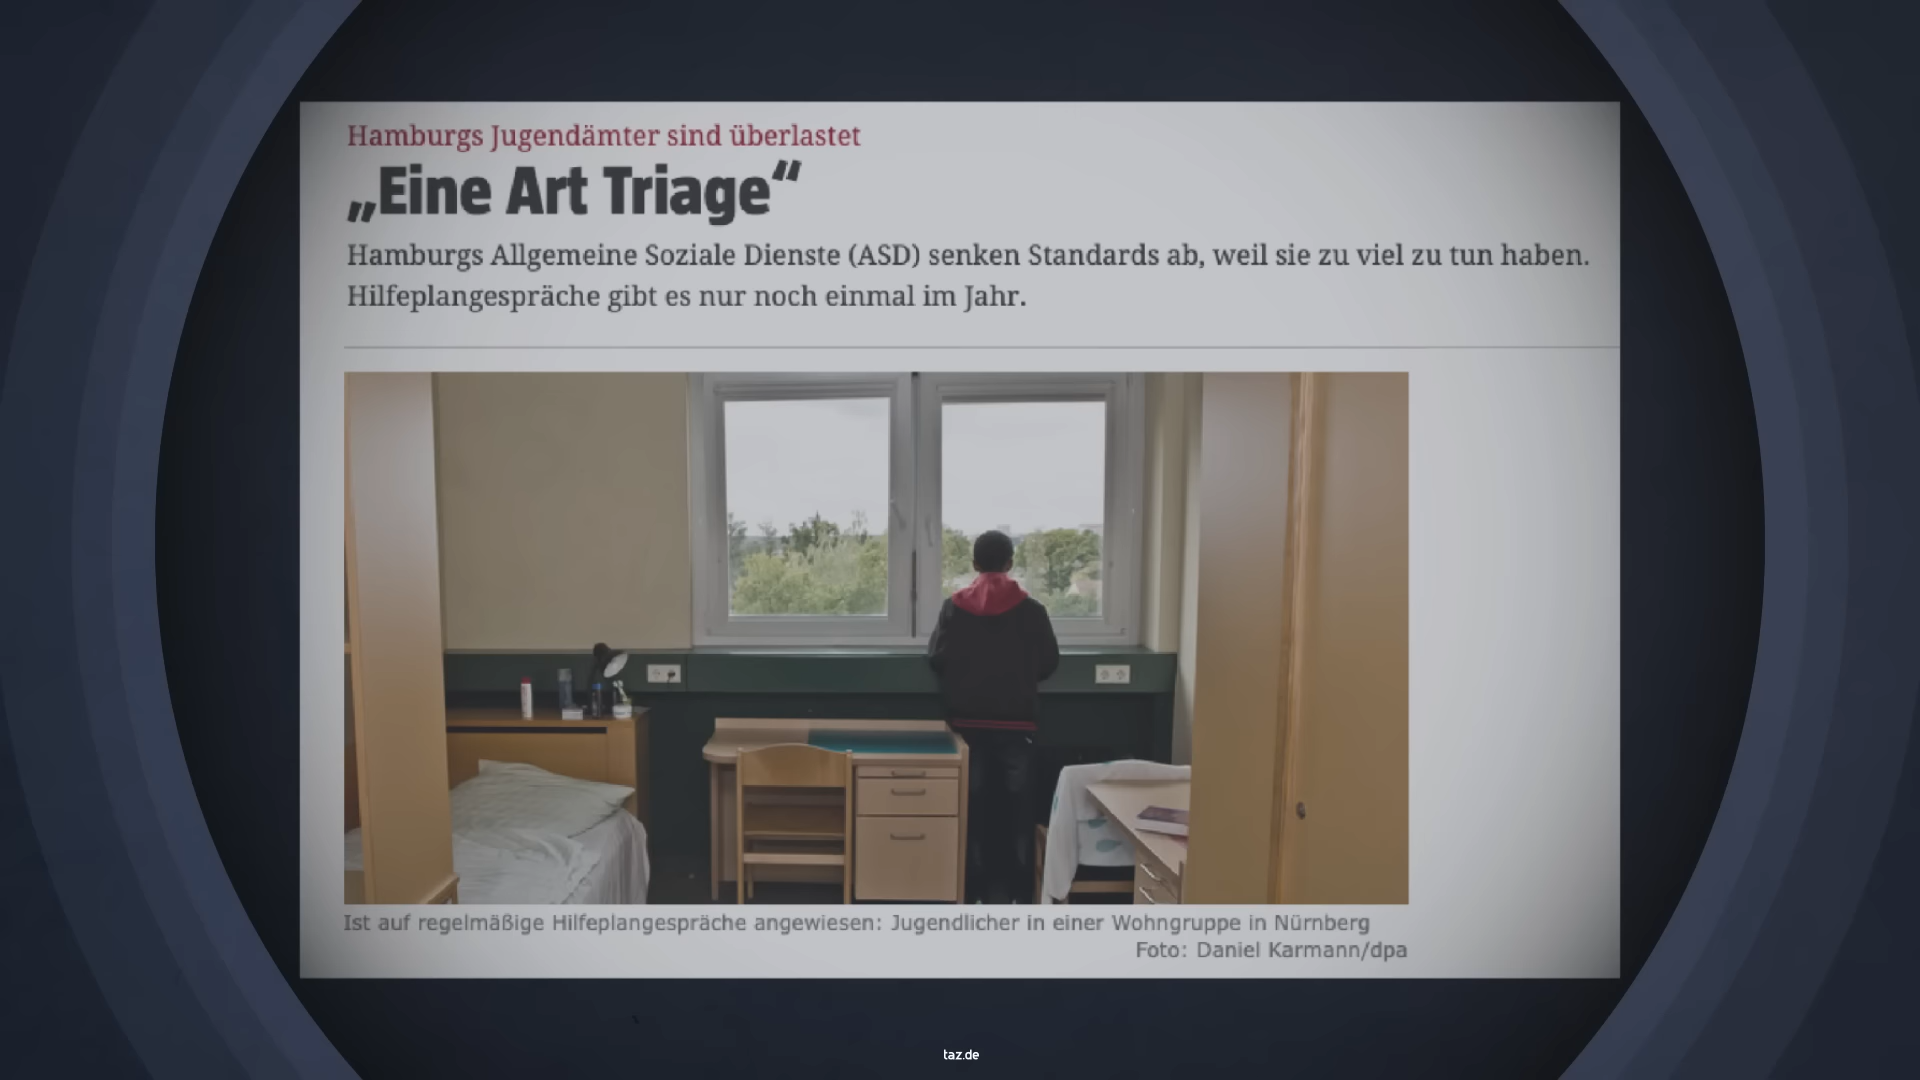 Hamburgs Jugendämter sind überlastet
„Eine Art Triage“
Hamburgs Allgemeine Soziale Dienste (ASD) senken Standards ab, weil sie zu viel zu tun haben.
Hilfeplangespräche gibt es nur noch einmal im Jahr.
Ist auf regelmäßige Hilfeplangespräche angewiesen: Jugendlicher in einer Wohngruppe in Nürnberg
Foto: Daniel Karmann/dpa
taz.de